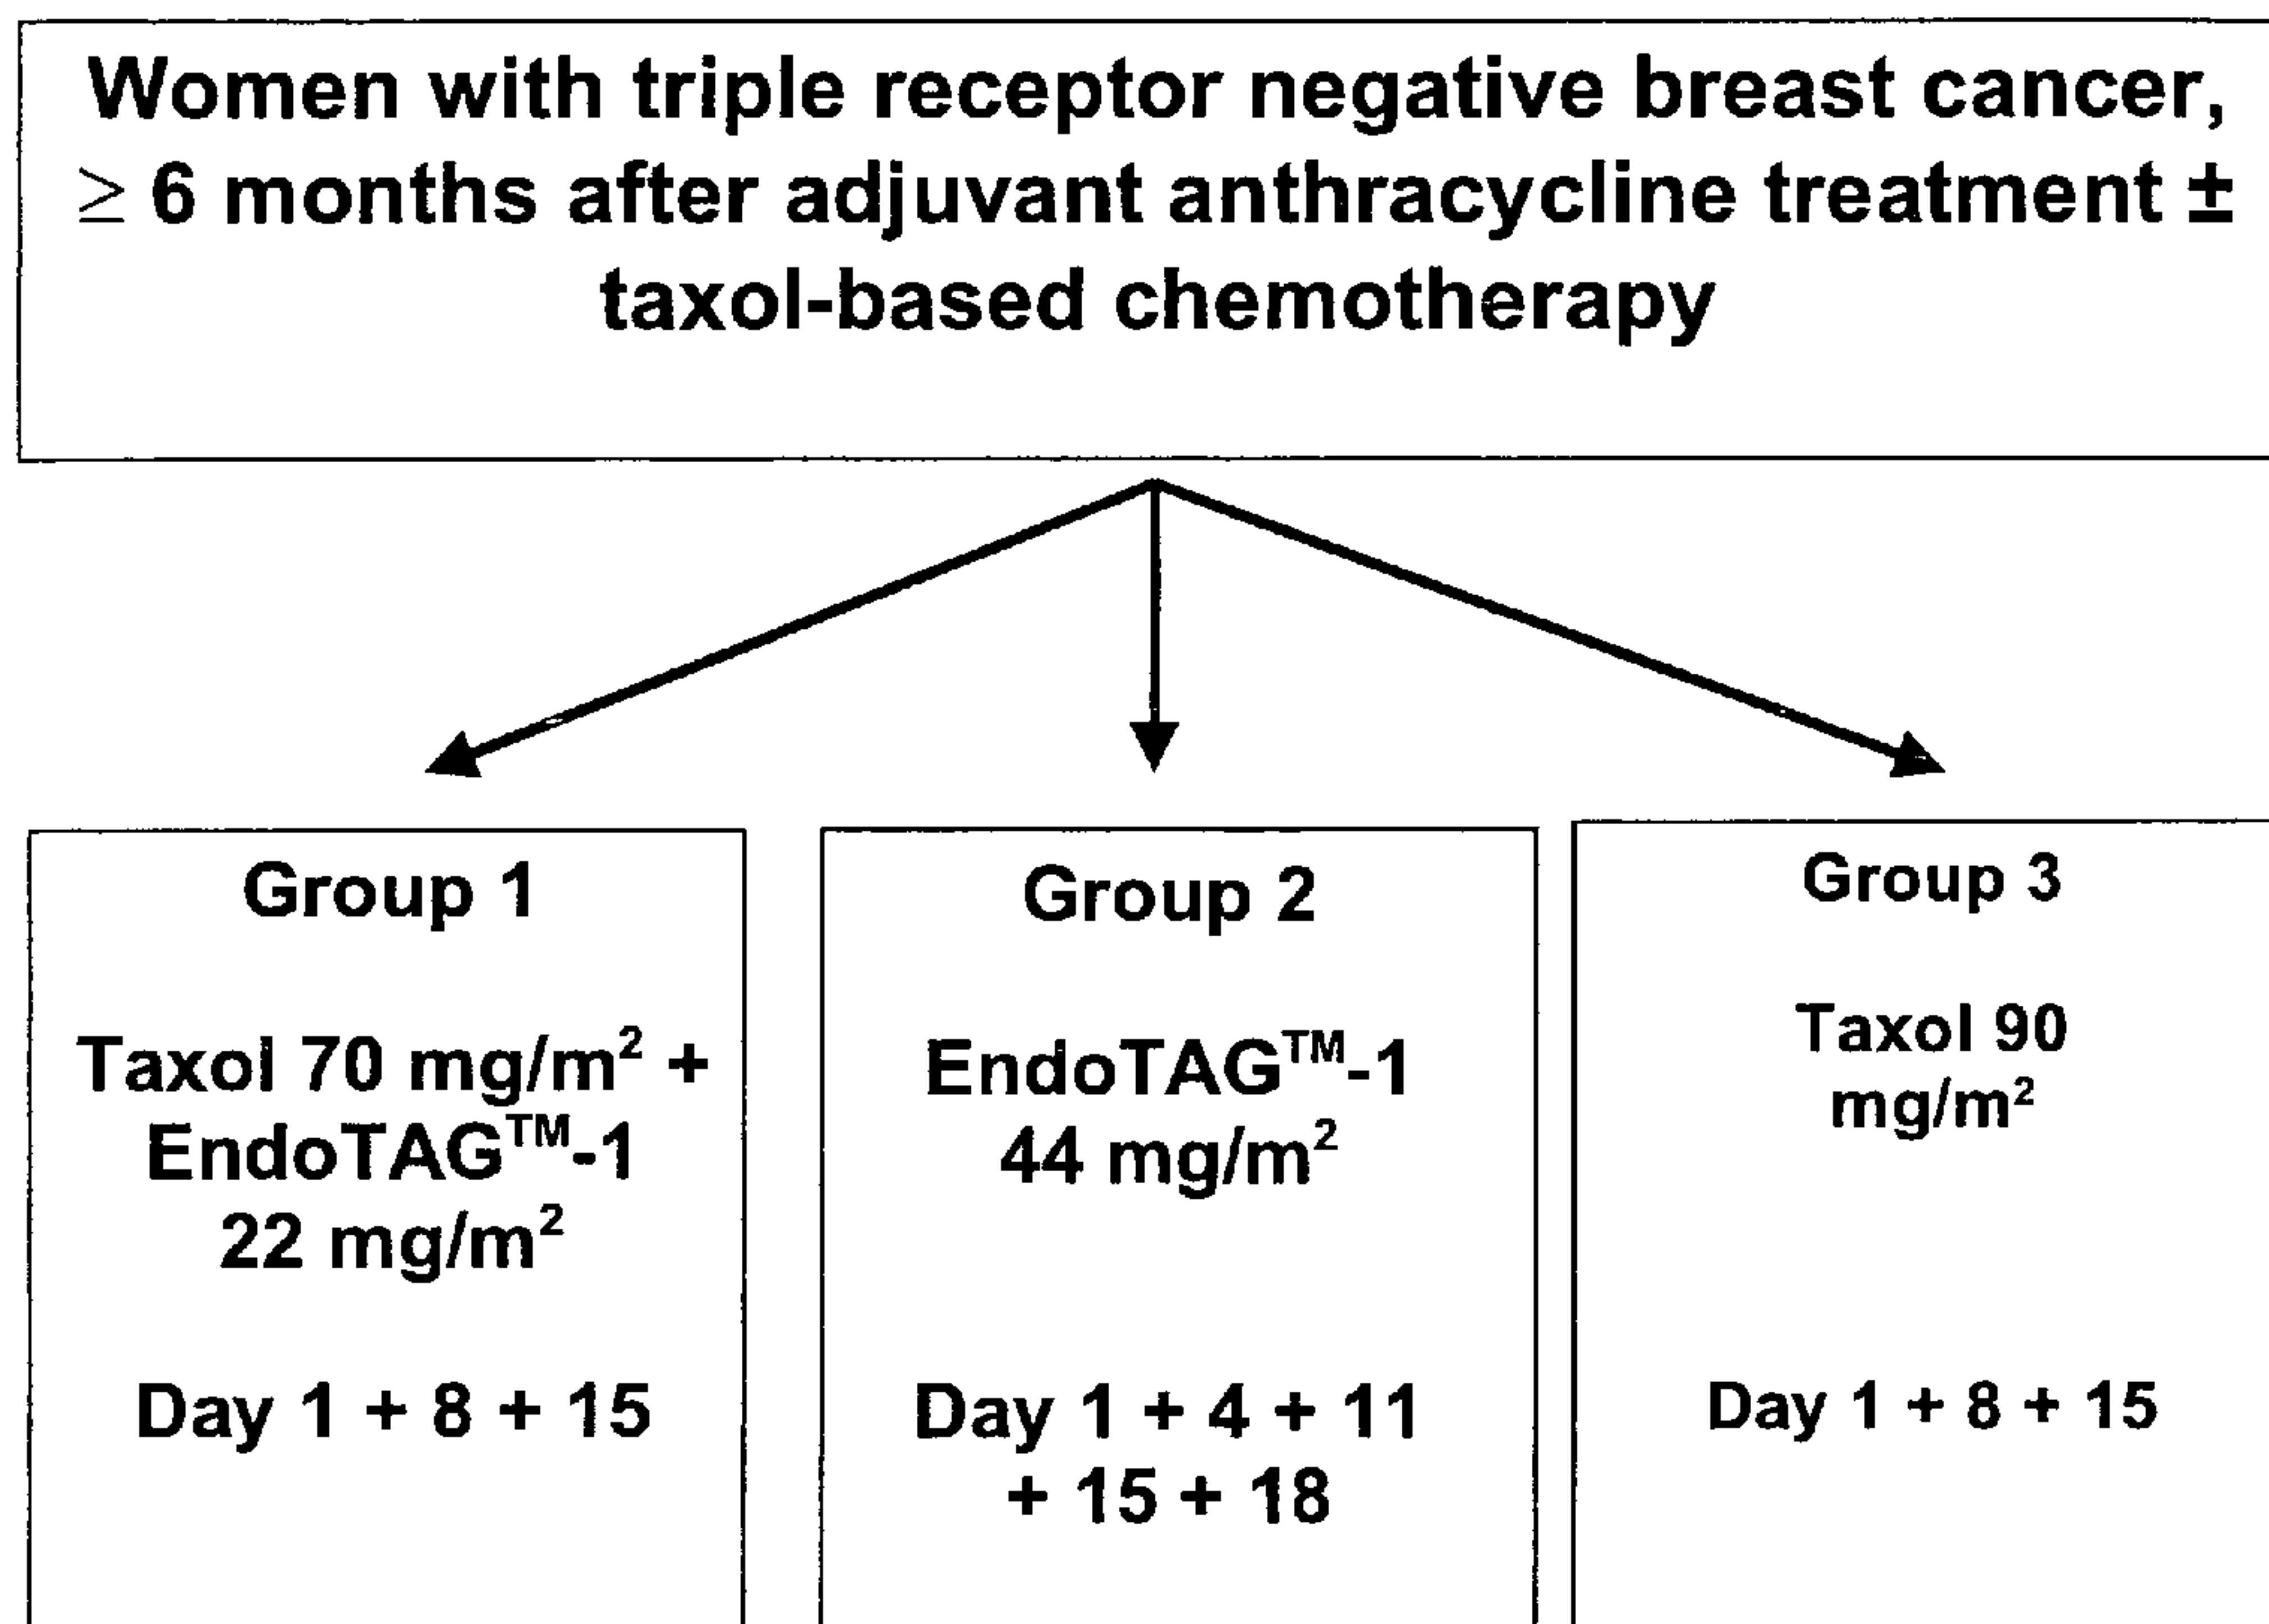 Women with triple receptor negative breast cancer,
≥ 6 months after adjuvant anthracycline treatment ±
taxol-based chemotherapy
Group 1
Taxol 70 mg/m² +
EndoTAG™-1
22 mg/m²
Day 1 + 8 + 15
Group 2
EndoTAG™-1
44 mg/m²
Day 1 + 4 + 11
+ 15 + 18
Group 3
Taxol 90
mg/m²
Day 1 + 8 + 15